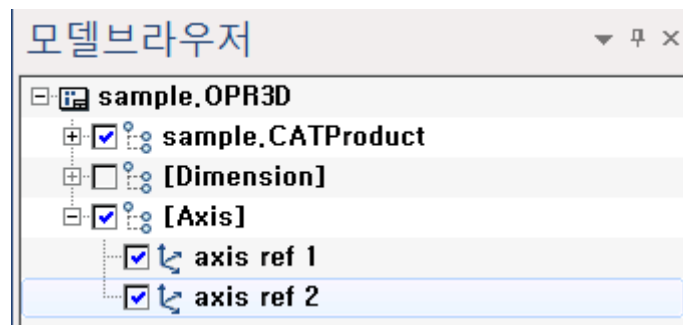 모델브라우저
sample.OPR3D
sample.CATProduct
[Dimension]
[Axis]
axis ref 1
axis ref 2